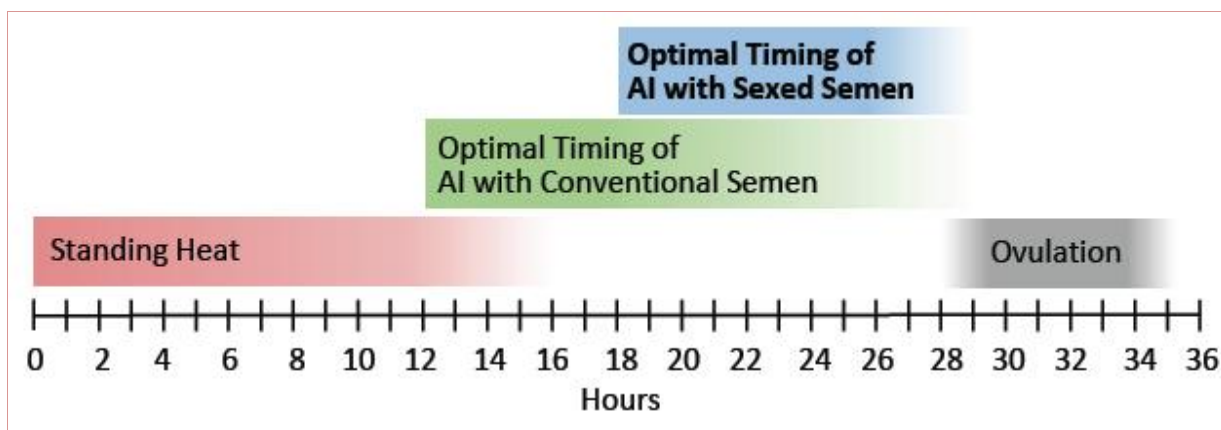 Optimal Timing of
AI with Sexed Semen
Optimal Timing of
AI with Conventional Semen
Standing Heat
Ovulation
0 2 4 6 8 10 12 14 16 18 20 22 24 26 28 30 32 34 36
Hours